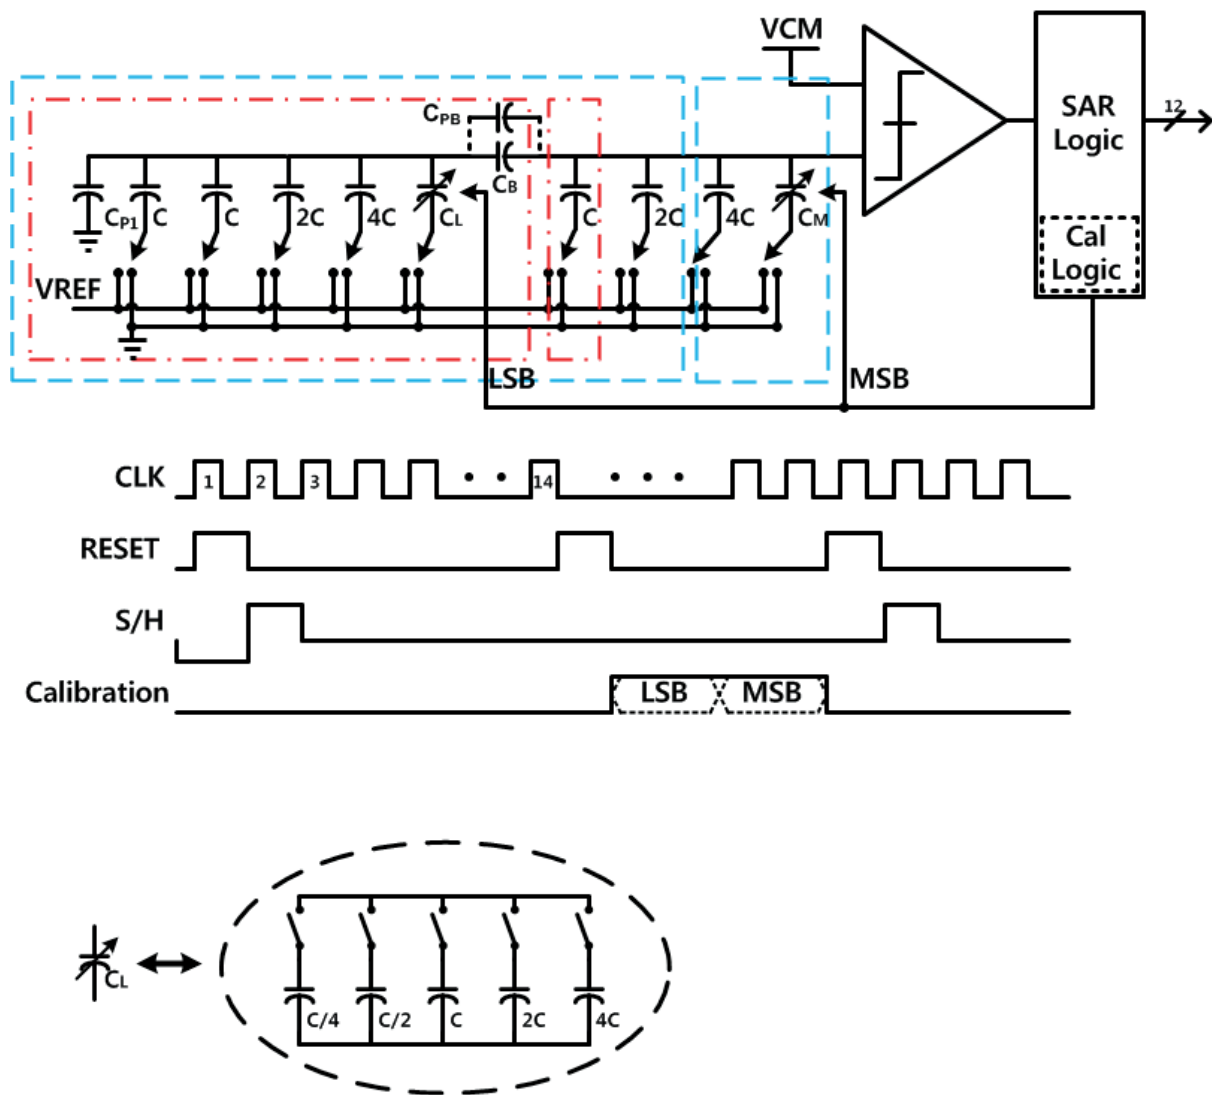 VCM
SAR
Logic
12
Cal
Logic
CPB
CB
CP1
C
C
2C
4C
CL
C
2C
4C
CM
VREF
LSB
MSB
CLK
1
2
3
14
RESET
S/H
Calibration
LSB
MSB
CL
C/4
C/2
C
2C
4C